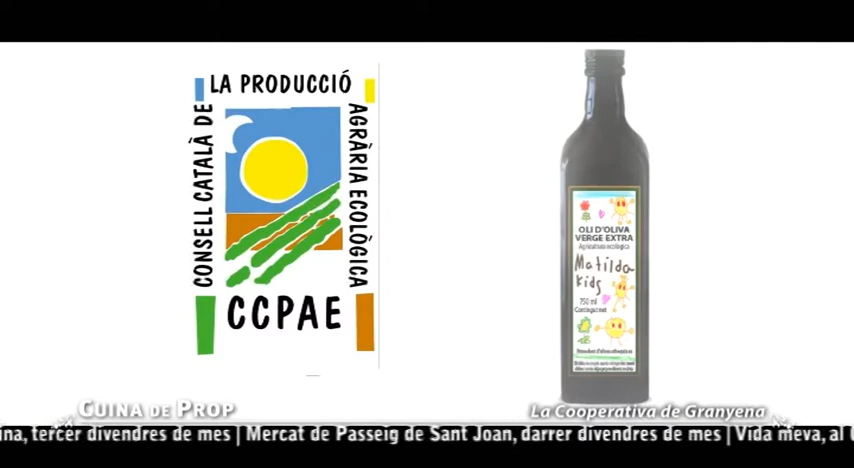 CONSELL CATALÀ DE
LA PRODUCCIÓ
AGRÀRIA ECOLÒGICA
CCPAE
OLI D'OLIVA
VERGE EXTRA
Agricultura ecològica
Matilda
Kids
750 ml
CUINA DE PROP
La Cooperativa de Granyena
ina, tercer divendres de mes | Mercat de Passeig de Sant Joan, darrer divendres de mes | Vida meva, al